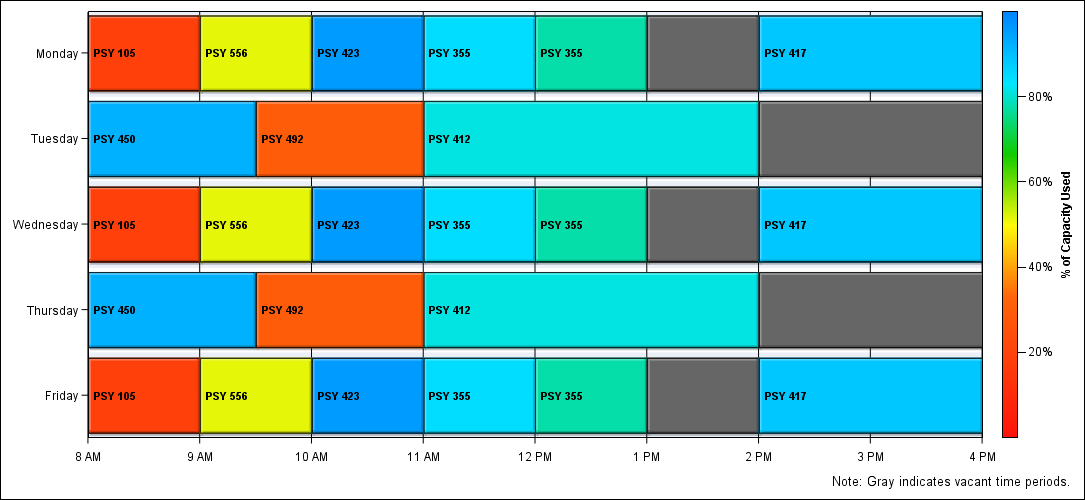 Monday
PSY 105
PSY 556
PSY 423
PSY 355
PSY 355
PSY 417
Tuesday
PSY 450
PSY 492
PSY 412
Wednesday
PSY 105
PSY 556
PSY 423
PSY 355
PSY 355
PSY 417
Thursday
PSY 450
PSY 492
PSY 412
Friday
PSY 105
PSY 556
PSY 423
PSY 355
PSY 355
PSY 417
8 AM
9 AM
10 AM
11 AM
12 PM
1 PM
2 PM
3 PM
4 PM
80%
60%
40%
20%
% of Capacity Used
Note: Gray indicates vacant time periods.